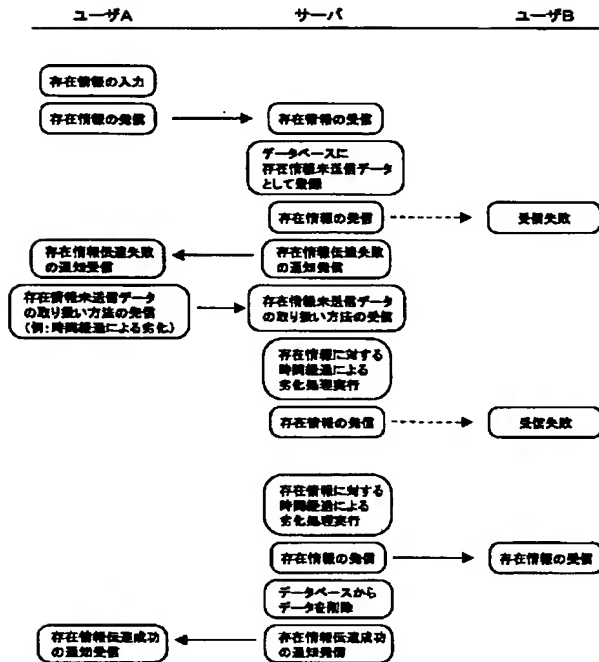 ユーザA サーバ ユーザB
存在情報の入力
存在情報の発信 存在情報の受信
データベースに
存在情報未送信データ
として登録
存在情報の発信 受信失敗
存在情報伝達失敗
の通知受信
存在情報伝達失敗
の通知発信
存在情報未送信データ
の取り扱い方法の発信
(例:時間経過による劣化)
存在情報未送信データ
の取り扱い方法の受信
存在情報に対する
時間経過による
劣化処理実行
存在情報の発信 受信失敗
存在情報に対する
時間経過による
劣化処理実行
存在情報の発信 存在情報の受信
データベースから
データを削除
存在情報伝達成功
の通知受信
存在情報伝達成功
の通知発信